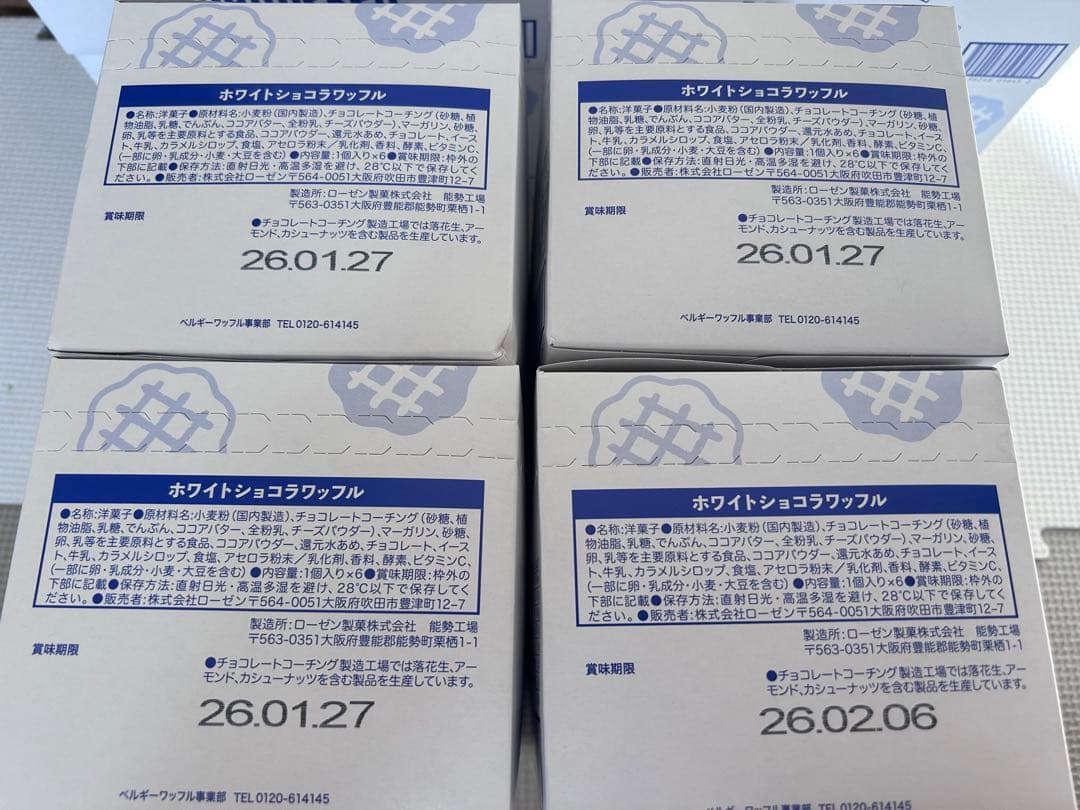 ホワイトショコラワッフル
●名称:洋菓子●原材料名:小麦粉(国内製造)、チョコレートコーチング(砂糖、植
物油脂、乳糖、でんぷん、ココアバター、全粉乳、チーズパウダー)、マーガリン、砂糖、
卵、乳等を主要原料とする食品、ココアパウダー、還元水あめ、チョコレート、イース
ト、牛乳、カラメルシロップ、食塩、アセロラ粉末/乳化剤、香料、酵素、ビタミンC、
(一部に卵・乳成分・小麦・大豆を含む)●内容量:1個入り×6●賞味期限:枠外の
下部に記載●保存方法:直射日光・高温多湿を避け、28℃以下で保存してく
ださい。●販売者:株式会社ローゼン〒564-0051大阪府吹田市豊津町12-7
製造所:ローゼン製菓株式会社 能勢工場
〒563-0351大阪府豊能郡能勢町栗栖1-1
賞味期限
●チョコレートコーチング製造工場では落花生、アー
モンド、カシューナッツを含む製品を生産しています。
26.01.27
ベルギーワッフル事業部 TEL0120-614145
ホワイトショコラワッフル
●名称:洋菓子●原材料名:小麦粉(国内製造)、チョコレートコーチング(砂糖、植
物油脂、乳糖、でんぷん、ココアバター、全粉乳、チーズパウダー)、マーガリン、砂糖、
卵、乳等を主要原料とする食品、ココアパウダー、還元水あめ、チョコレート、イース
ト、牛乳、カラメルシロップ、食塩、アセロラ粉末/乳化剤、香料、酵素、ビタミンC、
(一部に卵・乳成分・小麦・大豆を含む)●内容量:1個入り×6●賞味期限:枠外の
下部に記載●保存方法:直射日光・高温多湿を避け、28℃以下で保存してく
ださい。●販売者:株式会社ローゼン〒564-0051大阪府吹田市豊津町12-7
製造所:ローゼン製菓株式会社 能勢工場
〒563-0351大阪府豊能郡能勢町栗栖1-1
賞味期限
●チョコレートコーチング製造工場では落花生、アー
モンド、カシューナッツを含む製品を生産しています。
26.01.27
ベルギーワッフル事業部 TEL0120-614145
ホワイトショコラワッフル
●名称:洋菓子●原材料名:小麦粉(国内製造)、チョコレートコーチング(砂糖、植
物油脂、乳糖、でんぷん、ココアバター、全粉乳、チーズパウダー)、マーガリン、砂糖、
卵、乳等を主要原料とする食品、ココアパウダー、還元水あめ、チョコレート、イース
ト、牛乳、カラメルシロップ、食塩、アセロラ粉末/乳化剤、香料、酵素、ビタミンC、
(一部に卵・乳成分・小麦・大豆を含む)●内容量:1個入り×6●賞味期限:枠外の
下部に記載●保存方法:直射日光・高温多湿を避け、28℃以下で保存してく
ださい。●販売者:株式会社ローゼン〒564-0051大阪府吹田市豊津町12-7
製造所:ローゼン製菓株式会社 能勢工場
〒563-0351大阪府豊能郡能勢町栗栖1-1
賞味期限
●チョコレートコーチング製造工場では落花生、アー
モンド、カシューナッツを含む製品を生産しています。
26.01.27
ベルギーワッフル事業部 TEL0120-614145
ホワイトショコラワッフル
●名称:洋菓子●原材料名:小麦粉(国内製造)、チョコレートコーチング(砂糖、植
物油脂、乳糖、でんぷん、ココアバター、全粉乳、チーズパウダー)、マーガリン、砂糖、
卵、乳等を主要原料とする食品、ココアパウダー、還元水あめ、チョコレート、イース
ト、牛乳、カラメルシロップ、食塩、アセロラ粉末/乳化剤、香料、酵素、ビタミンC、
(一部に卵・乳成分・小麦・大豆を含む)●内容量:1個入り×6●賞味期限:枠外の
下部に記載●保存方法:直射日光・高温多湿を避け、28℃以下で保存してく
ださい。●販売者:株式会社ローゼン〒564-0051大阪府吹田市豊津町12-7
製造所:ローゼン製菓株式会社 能勢工場
〒563-0351大阪府豊能郡能勢町栗栖1-1
賞味期限
●チョコレートコーチング製造工場では落花生、アー
モンド、カシューナッツを含む製品を生産しています。
26.02.06
ベルギーワッフル事業部 TEL0120-614145